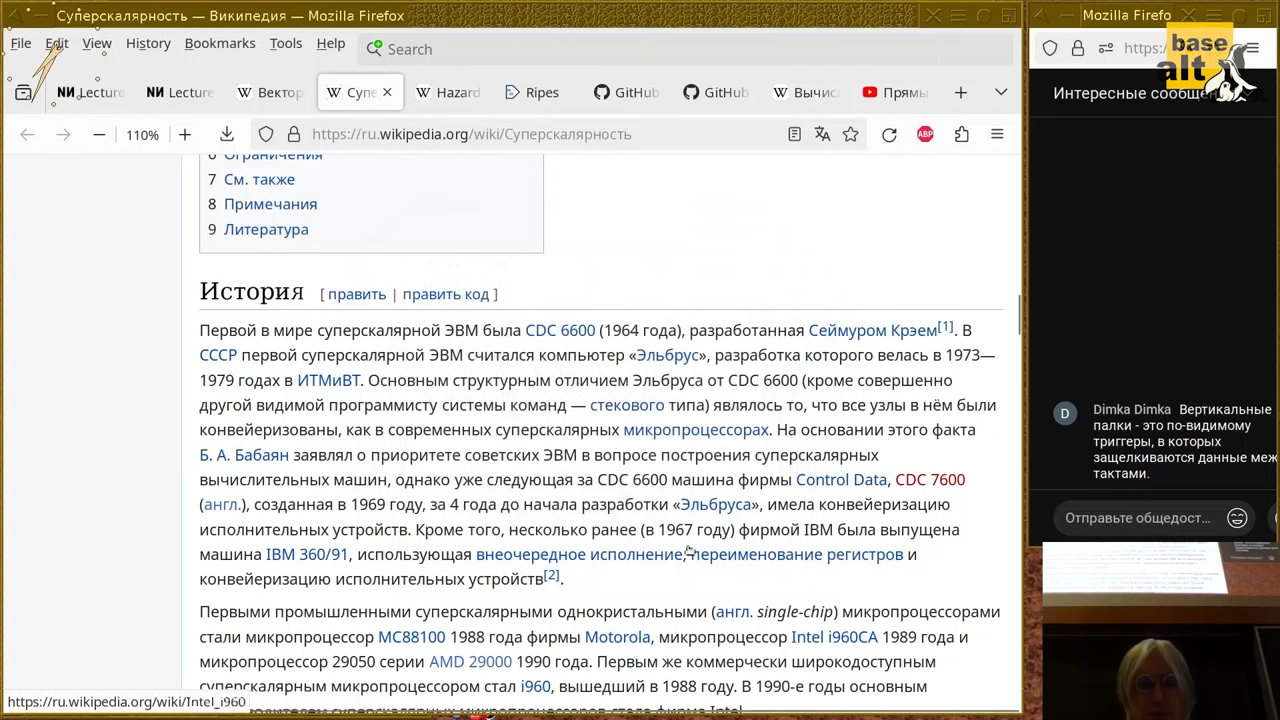 Суперскалярность — Википедия — Mozilla Firefox
File Edit View History Bookmarks Tools Help
Search
Lecture
Lecture
Вектор
Супе
Hazard
Ripes
GitHub
GitHub
Вычис
Прямы
110%
https://ru.wikipedia.org/wiki/Суперскалярность
ABP
6 Ограничения
7 См. также
8 Примечания
9 Литература
История [ править | править код ]
Первой в мире суперскалярной ЭВМ была CDC 6600 (1964 года), разработанная Сеймуром Крэем[1]. В
СССР первой суперскалярной ЭВМ считался компьютер «Эльбрус», разработка которого велась в 1973—
1979 годах в ИТМиВТ. Основным структурным отличием Эльбруса от CDC 6600 (кроме совершенно
другой видимой программисту системы команд — стекового типа) являлось то, что все узлы в нём были
конвейеризованы, как в современных суперскалярных микропроцессорах. На основании этого факта
Б. А. Бабаян заявлял о приоритете советских ЭВМ в вопросе построения суперскалярных
вычислительных машин, однако уже следующая за CDC 6600 машина фирмы Control Data, CDC 7600
(англ.), созданная в 1969 году, за 4 года до начала разработки «Эльбруса», имела конвейеризацию
исполнительных устройств. Кроме того, несколько ранее (в 1967 году) фирмой IBM была выпущена
машина IBM 360/91, использующая внеочередное исполнение, переименование регистров и
конвейеризацию исполнительных устройств[2].
Первыми промышленными суперскалярными однокристальными (англ. single-chip) микропроцессорами
стали микропроцессор MC88100 1988 года фирмы Motorola, микропроцессор Intel i960CA 1989 года и
микропроцессор 29050 серии AMD 29000 1990 года. Первым же коммерчески широкодоступным
суперскалярным микропроцессором стал i960, вышедший в 1988 году. В 1990-е годы основным
https://ru.wikipedia.org/wiki/Intel_i960
Mozilla Firefo
https:
base
alt
Интересные сообщен
D
Dimka Dimka Вертикальные
палки - это по-видимому
триггеры, в которых
защелкиваются данные меж
тактами.
Отправьте общедост…